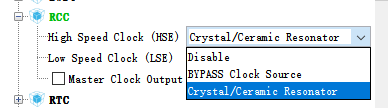 RCC
High Speed Clock (HSE) Crystal/Ceramic Resonator
Low Speed Clock (LSE) Disable
BYPASS Clock Source
Master Clock Output
Crystal/Ceramic Resonator
RTC